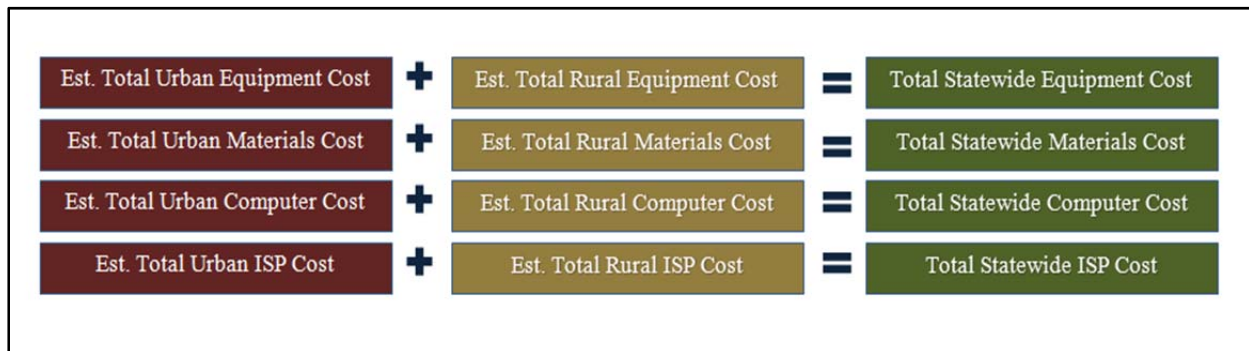 Est. Total Urban Equipment Cost + Est. Total Rural Equipment Cost = Total Statewide Equipment Cost
Est. Total Urban Materials Cost + Est. Total Rural Materials Cost = Total Statewide Materials Cost
Est. Total Urban Computer Cost + Est. Total Rural Computer Cost = Total Statewide Computer Cost
Est. Total Urban ISP Cost + Est. Total Rural ISP Cost = Total Statewide ISP Cost